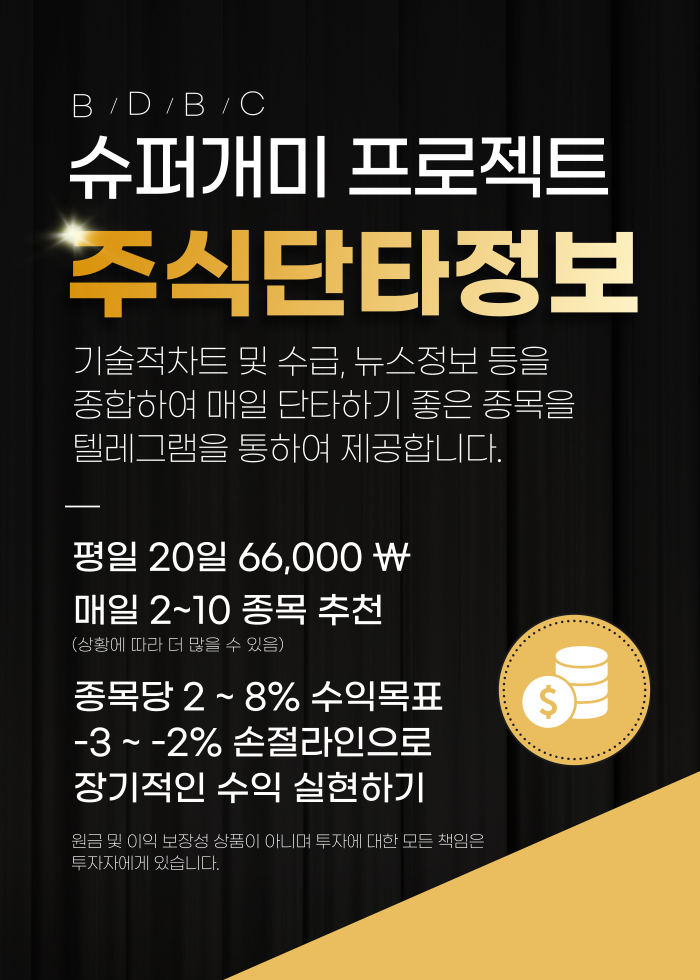 B / D / B / C
슈퍼개미 프로젝트
주식단타정보
기술적차트 및 수급, 뉴스정보 등을
종합하여 매일 단타하기 좋은 종목을
텔레그램을 통하여 제공합니다.
평일 20일 66,000 ₩
매일 2~10 종목 추천
(상황에 따라 더 많을 수 있음)
종목당 2 ~ 8% 수익목표
-3 ~ -2% 손절라인으로
장기적인 수익 실현하기
$
원금 및 이익 보장성 상품이 아니며 투자에 대한 모든 책임은
투자자에게 있습니다.